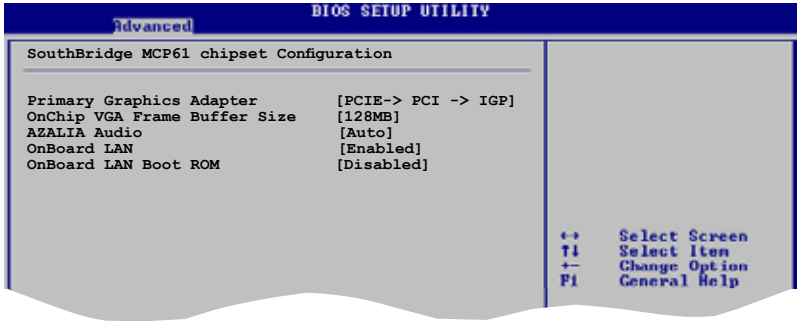 BIOS SETUP UTILITY
Advanced
SouthBridge MCP61 chipset Configuration
Primary Graphics Adapter [PCIE-> PCI -> IGP]
OnChip VGA Frame Buffer Size [128MB]
AZALIA Audio [Auto]
OnBoard LAN [Enabled]
OnBoard LAN Boot ROM [Disabled]
↔ Select Screen
↑↓ Select Item
+- Change Option
F1 General Help